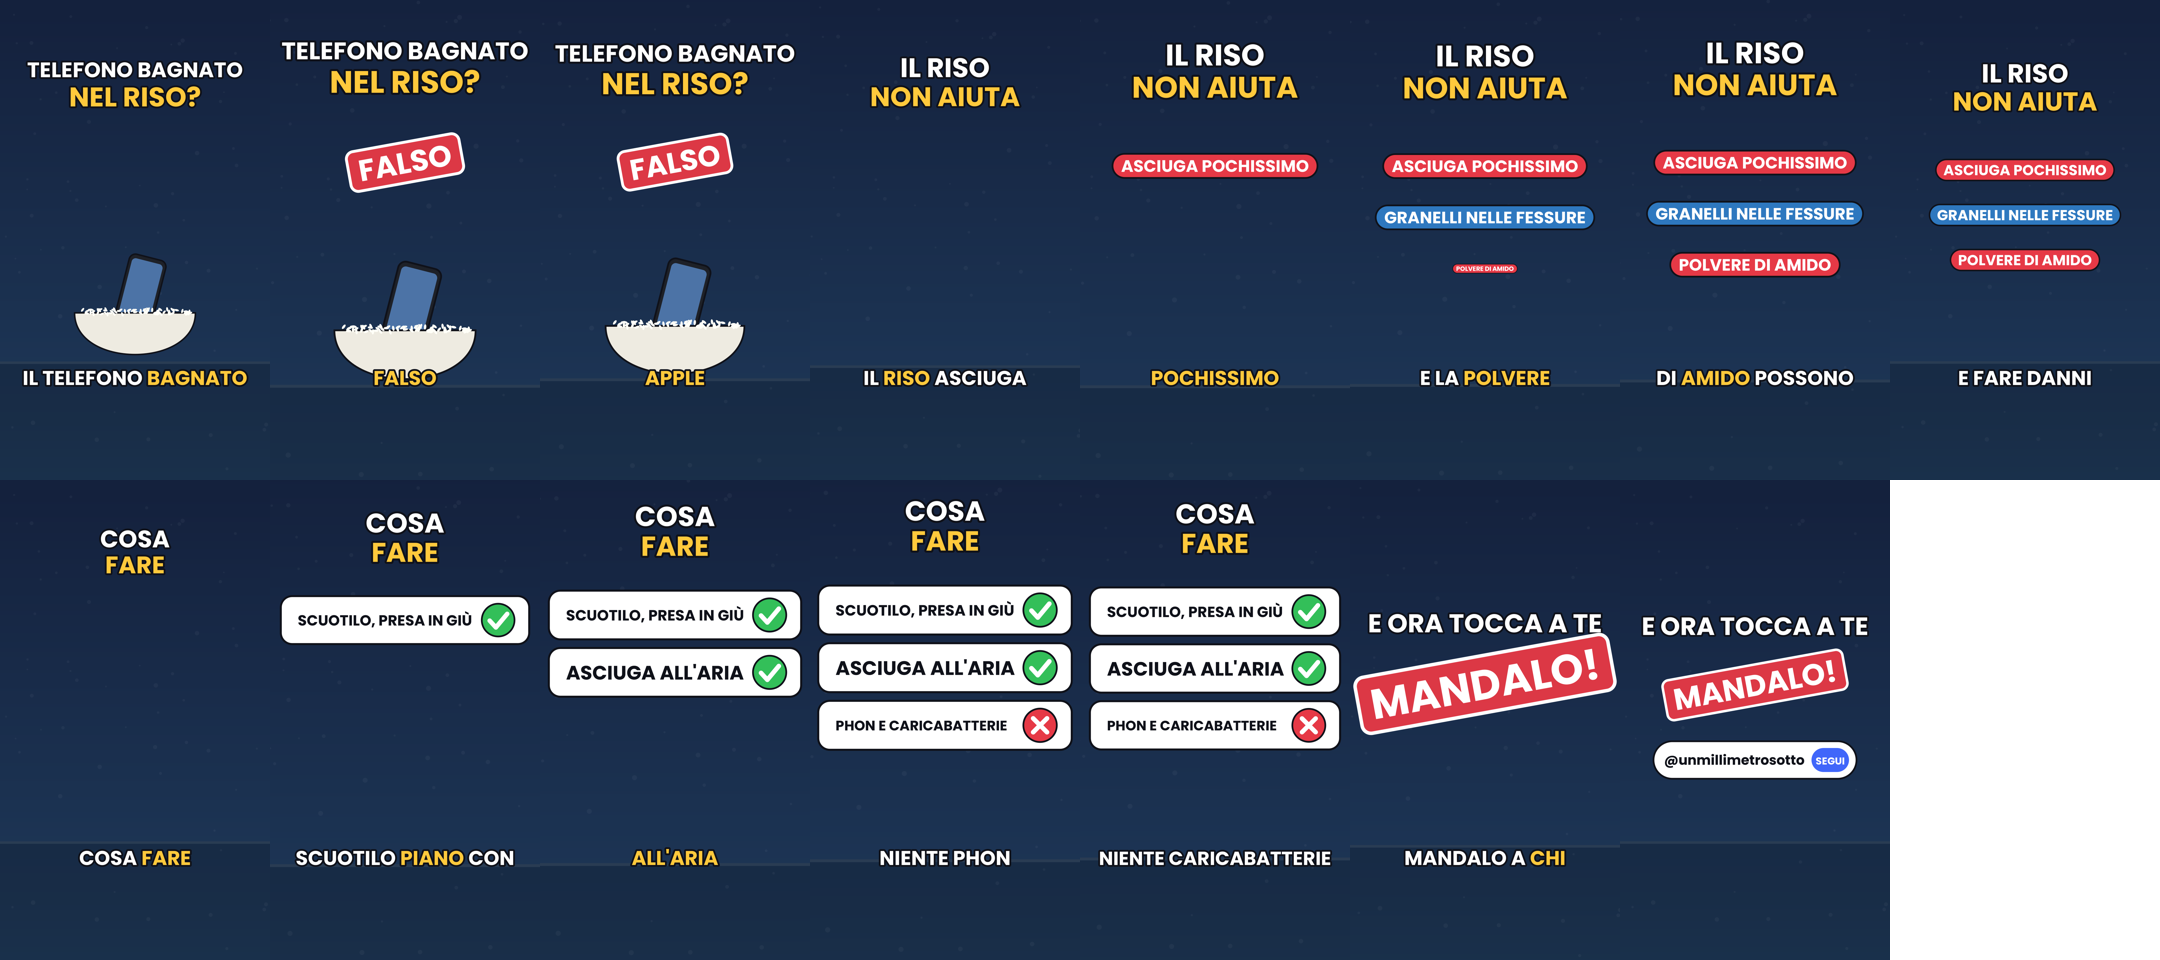 TELEFONO BAGNATO
NEL RISO?
IL TELEFONO BAGNATO
TELEFONO BAGNATO
NEL RISO?
FALSO
FALSO
TELEFONO BAGNATO
NEL RISO?
FALSO
APPLE
IL RISO
NON AIUTA
IL RISO ASCIUGA
IL RISO
NON AIUTA
ASCIUGA POCHISSIMO
POCHISSIMO
IL RISO
NON AIUTA
ASCIUGA POCHISSIMO
GRANELLI NELLE FESSURE
POLVERE DI AMIDO
E LA POLVERE
IL RISO
NON AIUTA
ASCIUGA POCHISSIMO
GRANELLI NELLE FESSURE
POLVERE DI AMIDO
DI AMIDO POSSONO
IL RISO
NON AIUTA
ASCIUGA POCHISSIMO
GRANELLI NELLE FESSURE
POLVERE DI AMIDO
E FARE DANNI
COSA
FARE
COSA FARE
COSA
FARE
SCUOTILO, PRESA IN GIÙ
SCUOTILO PIANO CON
COSA
FARE
SCUOTILO, PRESA IN GIÙ
ASCIUGA ALL'ARIA
ALL'ARIA
COSA
FARE
SCUOTILO, PRESA IN GIÙ
ASCIUGA ALL'ARIA
PHON E CARICABATTERIE
NIENTE PHON
COSA
FARE
SCUOTILO, PRESA IN GIÙ
ASCIUGA ALL'ARIA
PHON E CARICABATTERIE
NIENTE CARICABATTERIE
E ORA TOCCA A TE
MANDALO!
MANDALO A CHI
E ORA TOCCA A TE
MANDALO!
@unmillimetrosotto SEGUI